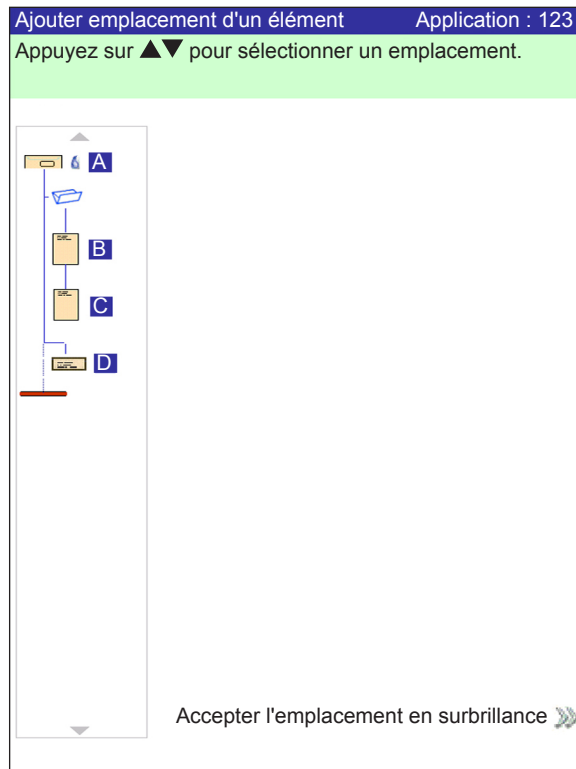 Ajouter emplacement d'un élément Application : 123
Appuyez sur ▲▼ pour sélectionner un emplacement.
A
B
C
D
Accepter l'emplacement en surbrillance